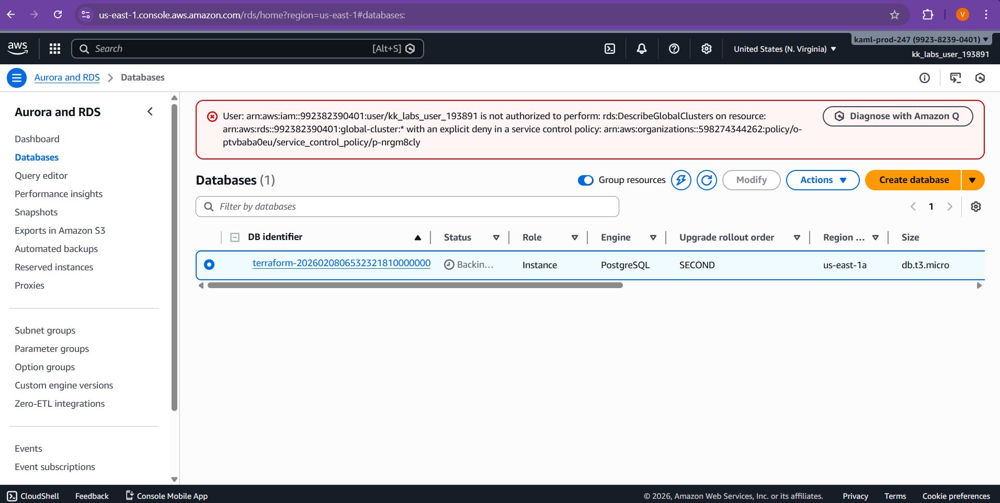 us-east-1.console.aws.amazon.com/rds/home?region=us-east-1#databases:
V
aws
Search
[Alt+S]
United States (N. Virginia)
kaml-prod-247 (9923-8239-0401)
kk_labs_user_193891
Aurora and RDS
Databases
Aurora and RDS
Dashboard
Databases
Query editor
Performance insights
Snapshots
Exports in Amazon S3
Automated backups
Reserved instances
Proxies
Subnet groups
Parameter groups
Option groups
Custom engine versions
Zero-ETL integrations
Events
Event subscriptions
User: arn:aws:iam::992382390401:user/kk_labs_user_193891 is not authorized to perform: rds:DescribeGlobalClusters on resource:
arn:aws:rds::992382390401:global-cluster:* with an explicit deny in a service control policy: arn:aws:organizations::598274344262:policy/o-
ptvbaba0eu/service_control_policy/p-nrgm8cly
Diagnose with Amazon Q
Databases (1)
Group resources
Modify
Actions
Create database
Filter by databases
1
DB identifier
Status
Role
Engine
Upgrade rollout order
Region ...
Size
terraform-2026020806532321810000000
Backin...
Instance
PostgreSQL
SECOND
us-east-1a
db.t3.micro
CloudShell
Feedback
Console Mobile App
© 2026, Amazon Web Services, Inc. or its affiliates.
Privacy
Terms
Cookie preferences